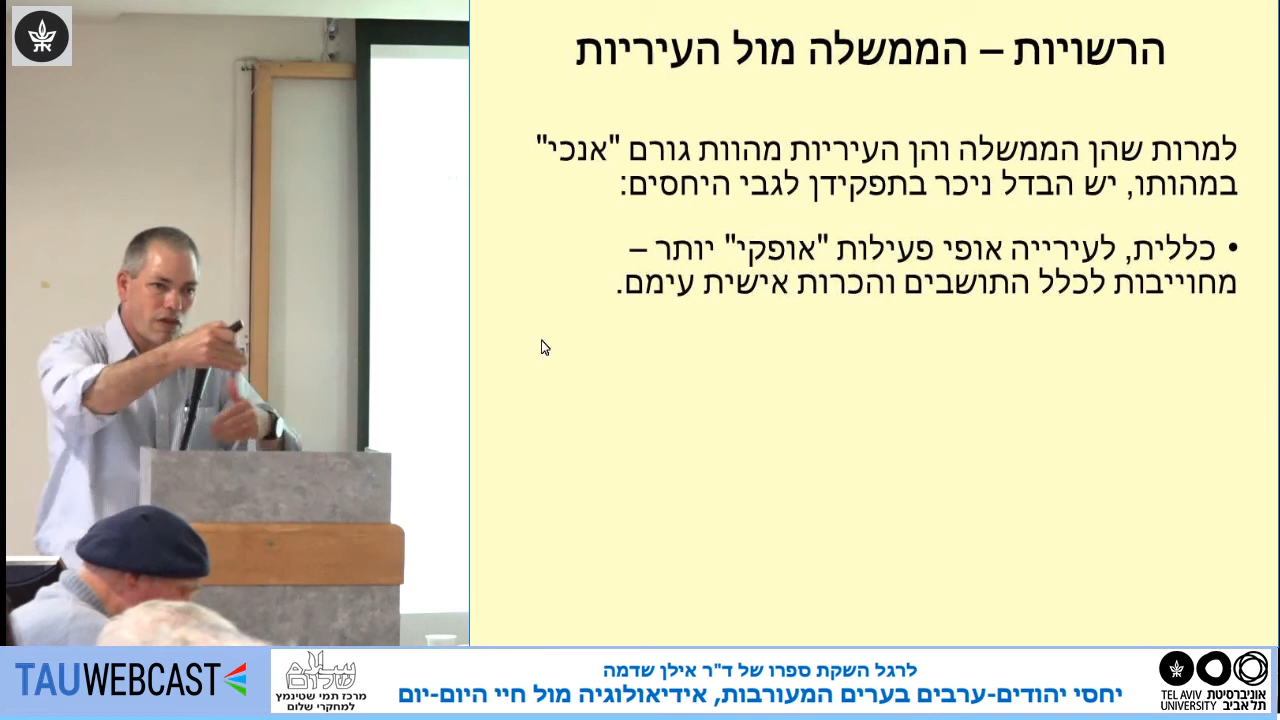 הרשויות – הממשלה מול העיריות
למרות שהן הממשלה והן העיריות מהוות גורם "אנכי"
במהותו, יש הבדל ניכר בתפקידן לגבי היחסים:
• כללית, לעירייה אופי פעילות "אופקי" יותר –
מחוייבות לכלל התושבים והכרות אישית עימם.
TAUWEBCAST
שלום
מרכז תמי שטינמץ
למחקרי שלום
לרגל השקת ספרו של ד"ר אילן שדמה
יחסי יהודים-ערבים בערים המעורבות, אידיאולוגיה מול חיי היום-יום
TEL AVIV אוניברסיטת
UNIVERSITY תל אביב